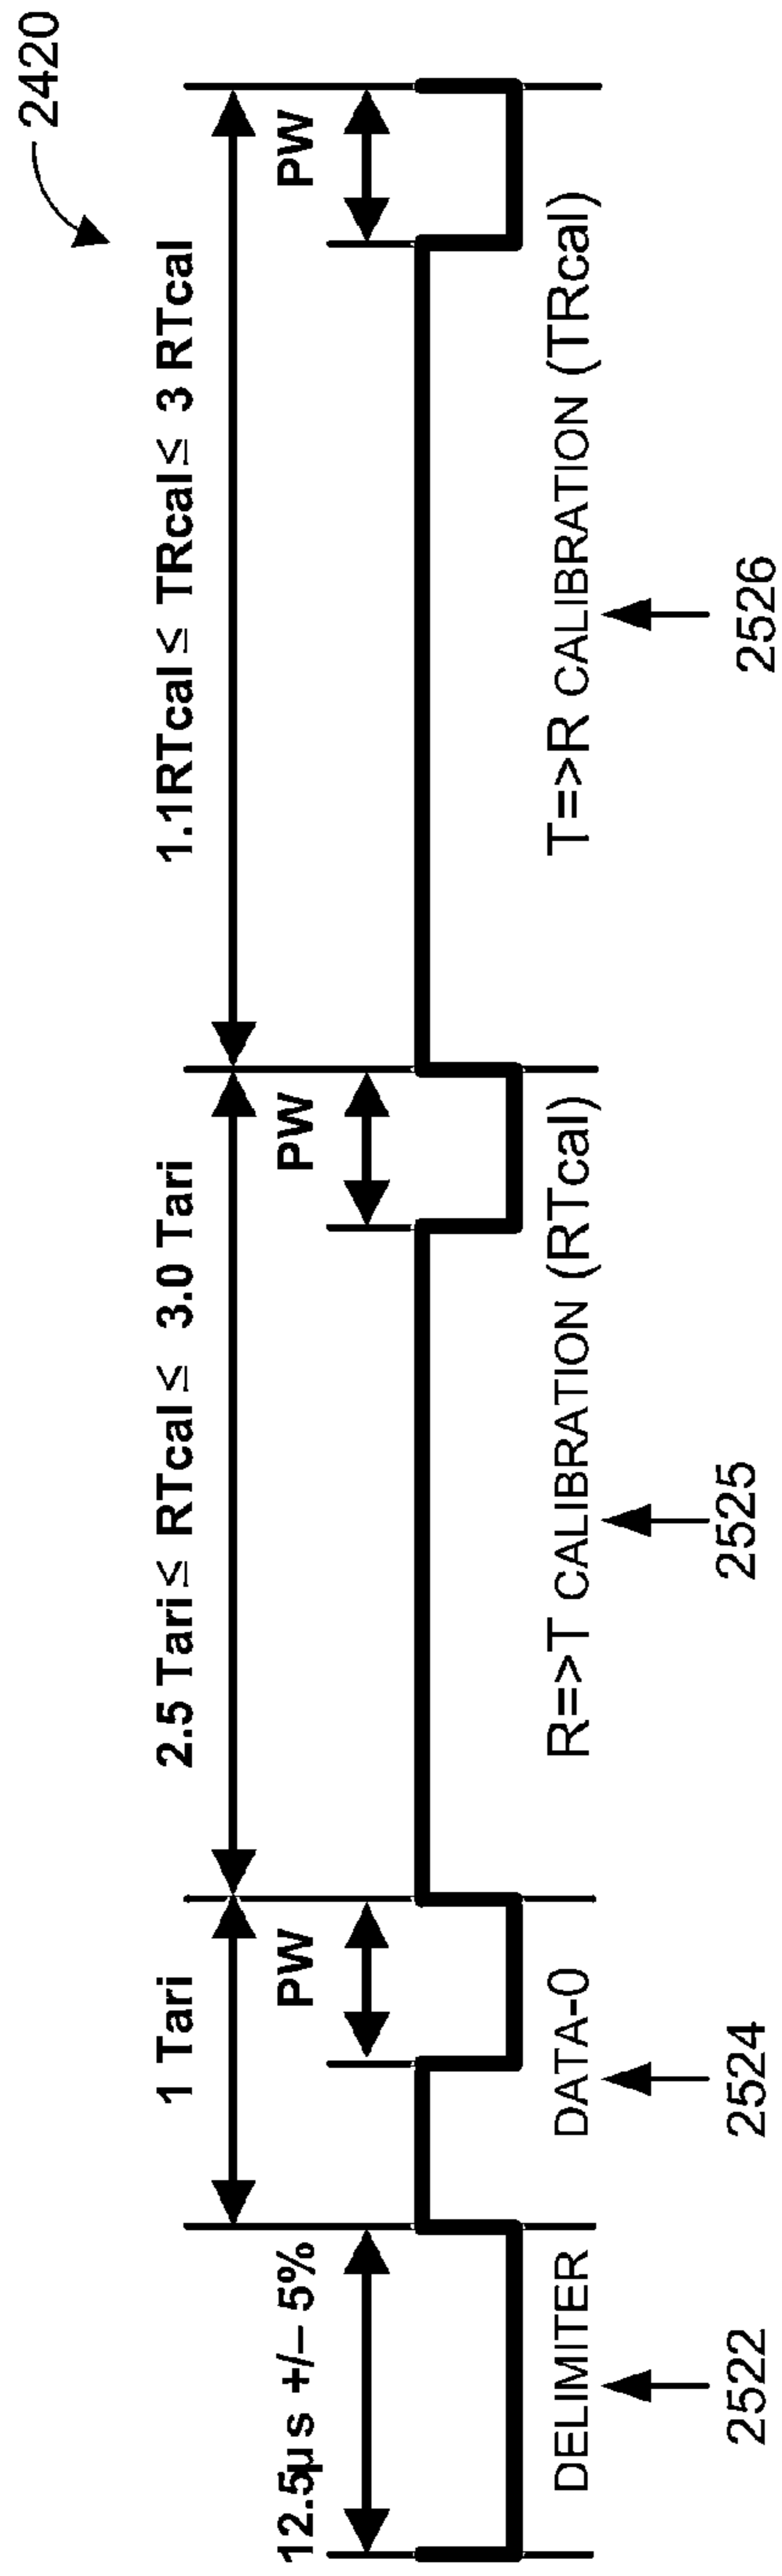 2420
1 Tari
2.5 Tari ≤ RTcal ≤ 3.0 Tari
1.1RTcal ≤ TRcal ≤ 3 RTcal
12.5µs +/– 5%
PW
PW
PW
DELIMITER
DATA-0
R=>T CALIBRATION (RTcal)
T=>R CALIBRATION (TRcal)
2522
2524
2525
2526